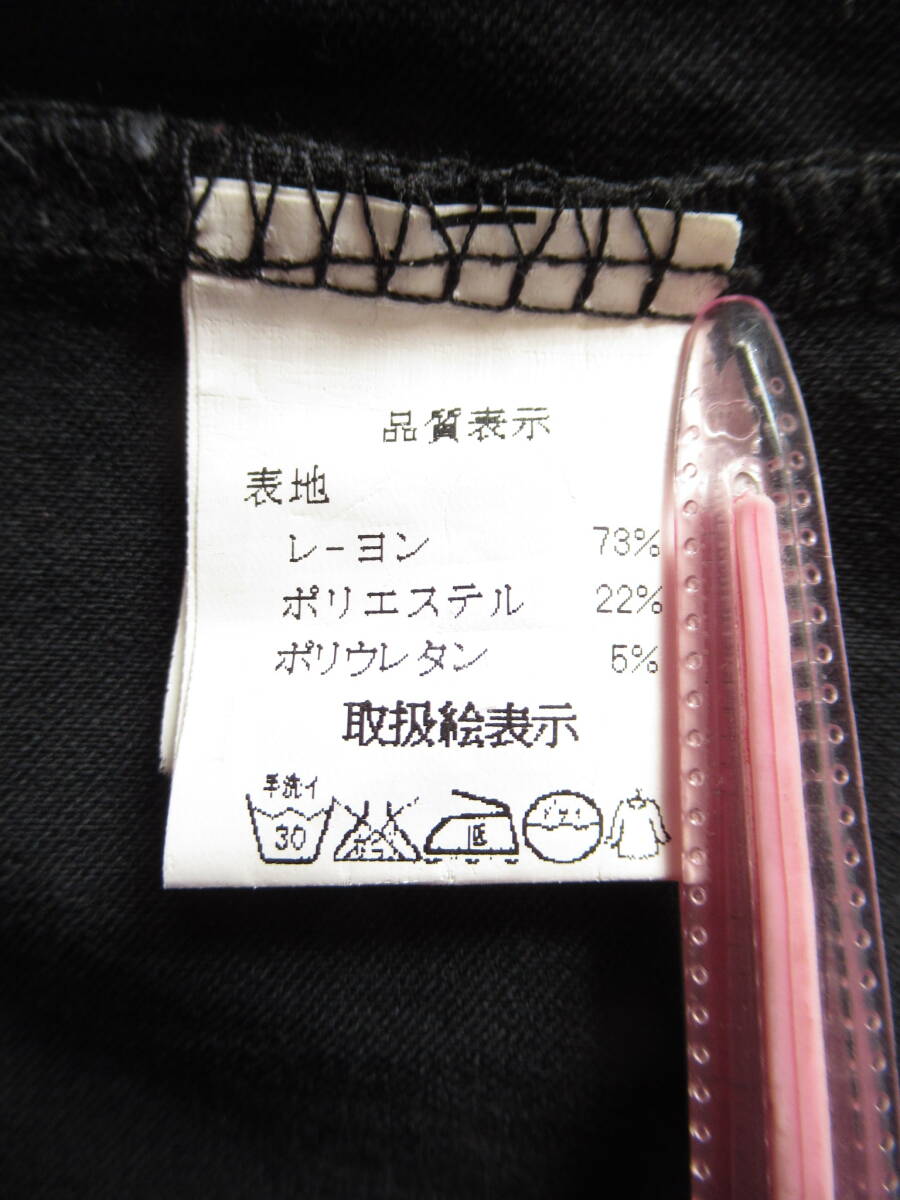 品質表示
表地
レーヨン 73%
ポリエステル 22%
ポリウレタン 5%
取扱絵表示
手洗イ
30